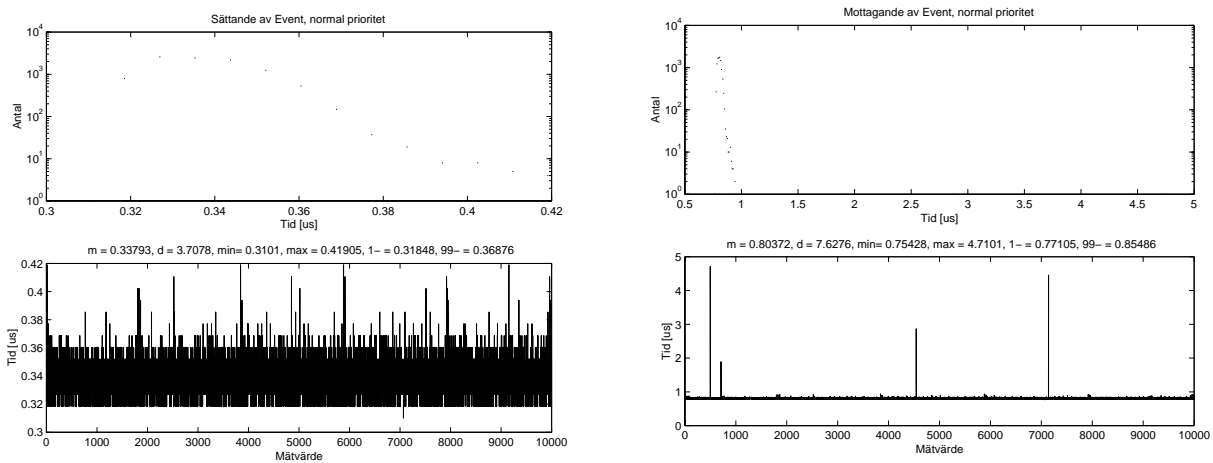 Sättande av Event, normal prioritet
10^4
10^3
10^2
10^1
10^0
Antal
0.3 0.32 0.34 0.36 0.38 0.4 0.42
Tid [us]
m = 0.33793, d = 3.7078, min= 0.3101, max = 0.41905, 1− = 0.31848, 99− = 0.36876
0.42
0.4
0.38
0.36
0.34
0.32
0.3
Tid [us]
0 1000 2000 3000 4000 5000 6000 7000 8000 9000 10000
Mätvärde
Mottagande av Event, normal prioritet
10^4
10^3
10^2
10^1
10^0
Antal
0.5 1 1.5 2 2.5 3 3.5 4 4.5 5
Tid [us]
m = 0.80372, d = 7.6276, min= 0.75428, max = 4.7101, 1− = 0.77105, 99− = 0.85486
5
4
3
2
1
0
Tid [us]
0 1000 2000 3000 4000 5000 6000 7000 8000 9000 10000
Mätvärde